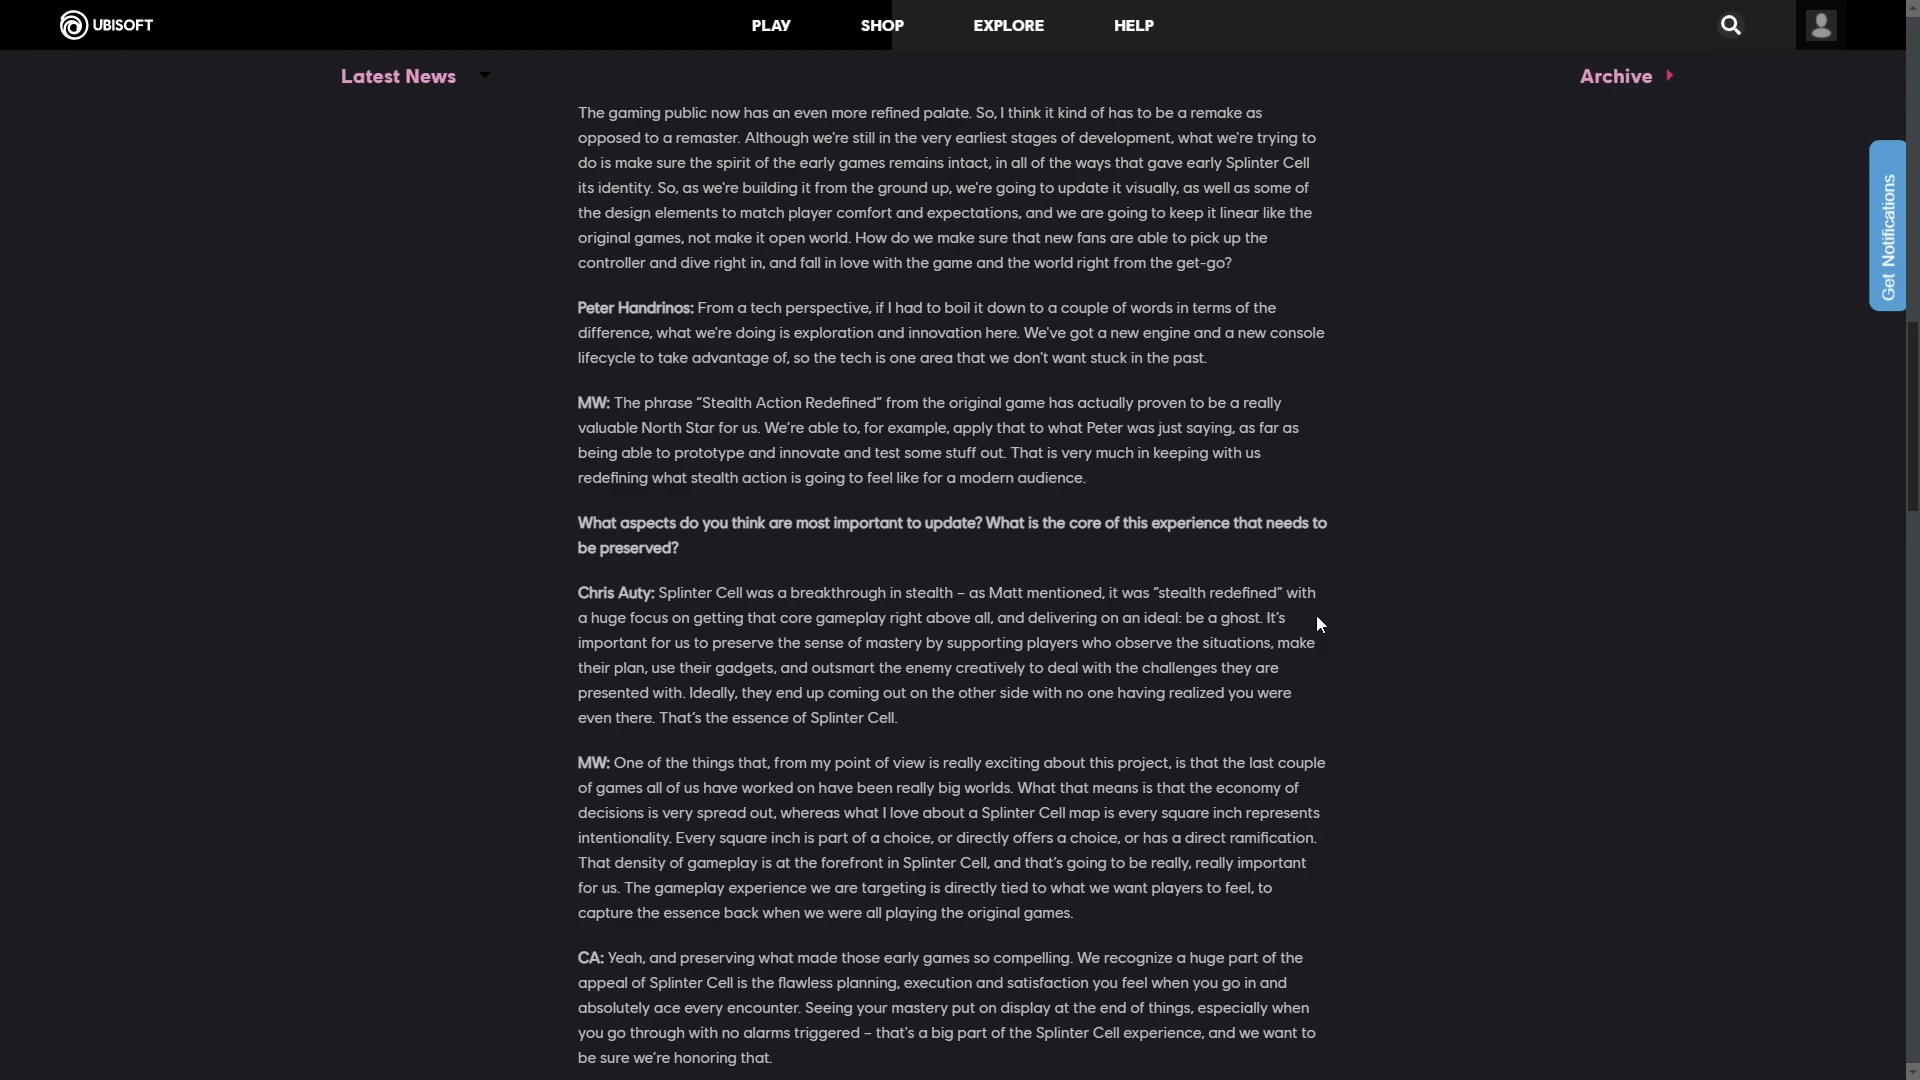 UBISOFT
PLAY
SHOP
EXPLORE
HELP
Latest News
Archive
Get Notifications
The gaming public now has an even more refined palate. So, I think it kind of has to be a remake as
opposed to a remaster. Although we're still in the very earliest stages of development, what we're trying to
do is make sure the spirit of the early games remains intact, in all of the ways that gave early Splinter Cell
its identity. So, as we're building it from the ground up, we're going to update it visually, as well as some of
the design elements to match player comfort and expectations, and we are going to keep it linear like the
original games, not make it open world. How do we make sure that new fans are able to pick up the
controller and dive right in, and fall in love with the game and the world right from the get-go?
Peter Handrinos: From a tech perspective, if I had to boil it down to a couple of words in terms of the
difference, what we're doing is exploration and innovation here. We've got a new engine and a new console
lifecycle to take advantage of, so the tech is one area that we don't want stuck in the past.
MW: The phrase “Stealth Action Redefined” from the original game has actually proven to be a really
valuable North Star for us. We’re able to, for example, apply that to what Peter was just saying, as far as
being able to prototype and innovate and test some stuff out. That is very much in keeping with us
redefining what stealth action is going to feel like for a modern audience.
What aspects do you think are most important to update? What is the core of this experience that needs to
be preserved?
Chris Auty: Splinter Cell was a breakthrough in stealth – as Matt mentioned, it was “stealth redefined” with
a huge focus on getting that core gameplay right above all, and delivering on an ideal: be a ghost. It’s
important for us to preserve the sense of mastery by supporting players who observe the situations, make
their plan, use their gadgets, and outsmart the enemy creatively to deal with the challenges they are
presented with. Ideally, they end up coming out on the other side with no one having realized you were
even there. That’s the essence of Splinter Cell.
MW: One of the things that, from my point of view is really exciting about this project, is that the last couple
of games all of us have worked on have been really big worlds. What that means is that the economy of
decisions is very spread out, whereas what I love about a Splinter Cell map is every square inch represents
intentionality. Every square inch is part of a choice, or directly offers a choice, or has a direct ramification.
That density of gameplay is at the forefront in Splinter Cell, and that’s going to be really, really important
for us. The gameplay experience we are targeting is directly tied to what we want players to feel, to
capture the essence back when we were all playing the original games.
CA: Yeah, and preserving what made those early games so compelling. We recognize a huge part of the
appeal of Splinter Cell is the flawless planning, execution and satisfaction you feel when you go in and
absolutely ace every encounter. Seeing your mastery put on display at the end of things, especially when
you go through with no alarms triggered – that’s a big part of the Splinter Cell experience, and we want to
be sure we’re honoring that.